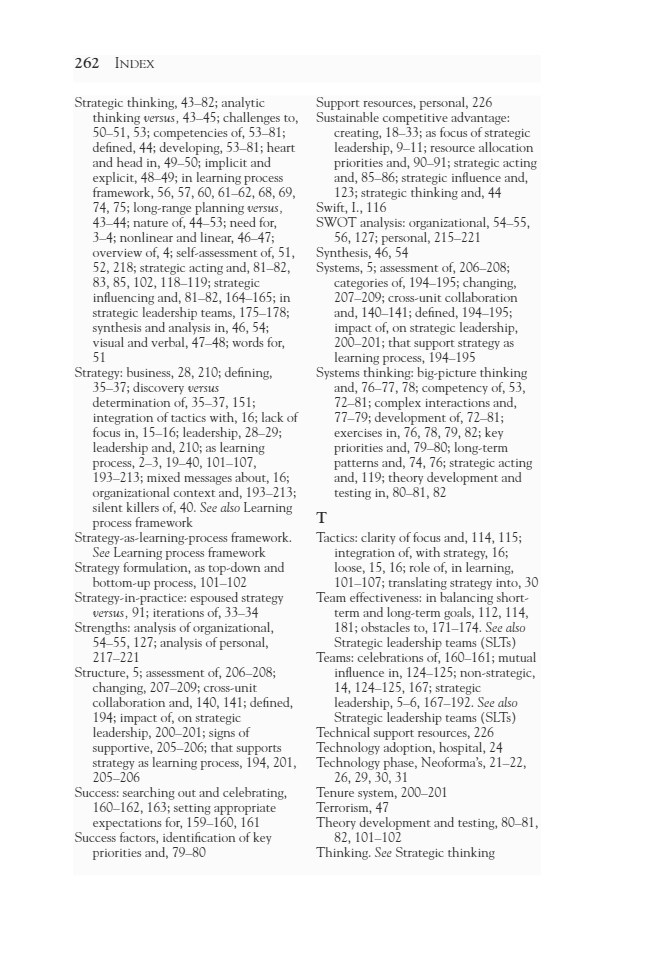 262 INDEX
Strategic thinking, 43–82; analytic
thinking versus, 43–45; challenges to,
50–51, 53; competencies of, 53–81;
defined, 44; developing, 53–81; heart
and head in, 49–50; implicit and
explicit, 48–49; in learning process
framework, 56, 57, 60, 61–62, 68, 69,
74, 75; long-range planning versus,
43–44; nature of, 44–53; need for,
3–4; nonlinear and linear, 46–47;
overview of, 4; self-assessment of, 51,
52, 218; strategic acting and, 81–82,
83, 85, 102, 118–119; strategic
influencing and, 81–82, 164–165; in
strategic leadership teams, 175–178;
synthesis and analysis in, 46, 54;
visual and verbal, 47–48; words for,
51
Strategy: business, 28, 210; defining,
35–37; discovery versus
determination of, 35–37, 151;
integration of tactics with, 16; lack of
focus in, 15–16; leadership, 28–29;
leadership and, 210; as learning
process, 2–3, 19–40, 101–107,
193–213; mixed messages about, 16;
organizational context and, 193–213;
silent killers of, 40. See also Learning
process framework
Strategy-as-learning-process framework.
See Learning process framework
Strategy formulation, as top-down and
bottom-up process, 101–102
Strategy-in-practice: espoused strategy
versus, 91; iterations of, 33–34
Strengths: analysis of organizational,
54–55, 127; analysis of personal,
217–221
Structure, 5; assessment of, 206–208;
changing, 207–209; cross-unit
collaboration and, 140, 141; defined,
194; impact of, on strategic
leadership, 200–201; signs of
supportive, 205–206; that supports
strategy as learning process, 194, 201,
205–206
Success: searching out and celebrating,
160–162, 163; setting appropriate
expectations for, 159–160, 161
Success factors, identification of key
priorities and, 79–80
Support resources, personal, 226
Sustainable competitive advantage:
creating, 18–33; as focus of strategic
leadership, 9–11; resource allocation
priorities and, 90–91; strategic acting
and, 85–86; strategic influence and,
123; strategic thinking and, 44
Swift, I., 116
SWOT analysis: organizational, 54–55,
56, 127; personal, 215–221
Synthesis, 46, 54
Systems, 5; assessment of, 206–208;
categories of, 194–195; changing,
207–209; cross-unit collaboration
and, 140–141; defined, 194–195;
impact of, on strategic leadership,
200–201; that support strategy as
learning process, 194–195
Systems thinking: big-picture thinking
and, 76–77, 78; competency of, 53,
72–81; complex interactions and,
77–79; development of, 72–81;
exercises in, 76, 78, 79, 82; key
priorities and, 79–80; long-term
patterns and, 74, 76; strategic acting
and, 119; theory development and
testing in, 80–81, 82
T
Tactics: clarity of focus and, 114, 115;
integration of, with strategy, 16;
loose, 15, 16; role of, in learning,
101–107; translating strategy into, 30
Team effectiveness: in balancing short-
term and long-term goals, 112, 114,
181; obstacles to, 171–174. See also
Strategic leadership teams (SLTs)
Teams: celebrations of, 160–161; mutual
influence in, 124–125; non-strategic,
14, 124–125, 167; strategic
leadership, 5–6, 167–192. See also
Strategic leadership teams (SLTs)
Technical support resources, 226
Technology adoption, hospital, 24
Technology phase, Neoforma's, 21–22,
26, 29, 30, 31
Tenure system, 200–201
Terrorism, 47
Theory development and testing, 80–81,
82, 101–102
Thinking. See Strategic thinking